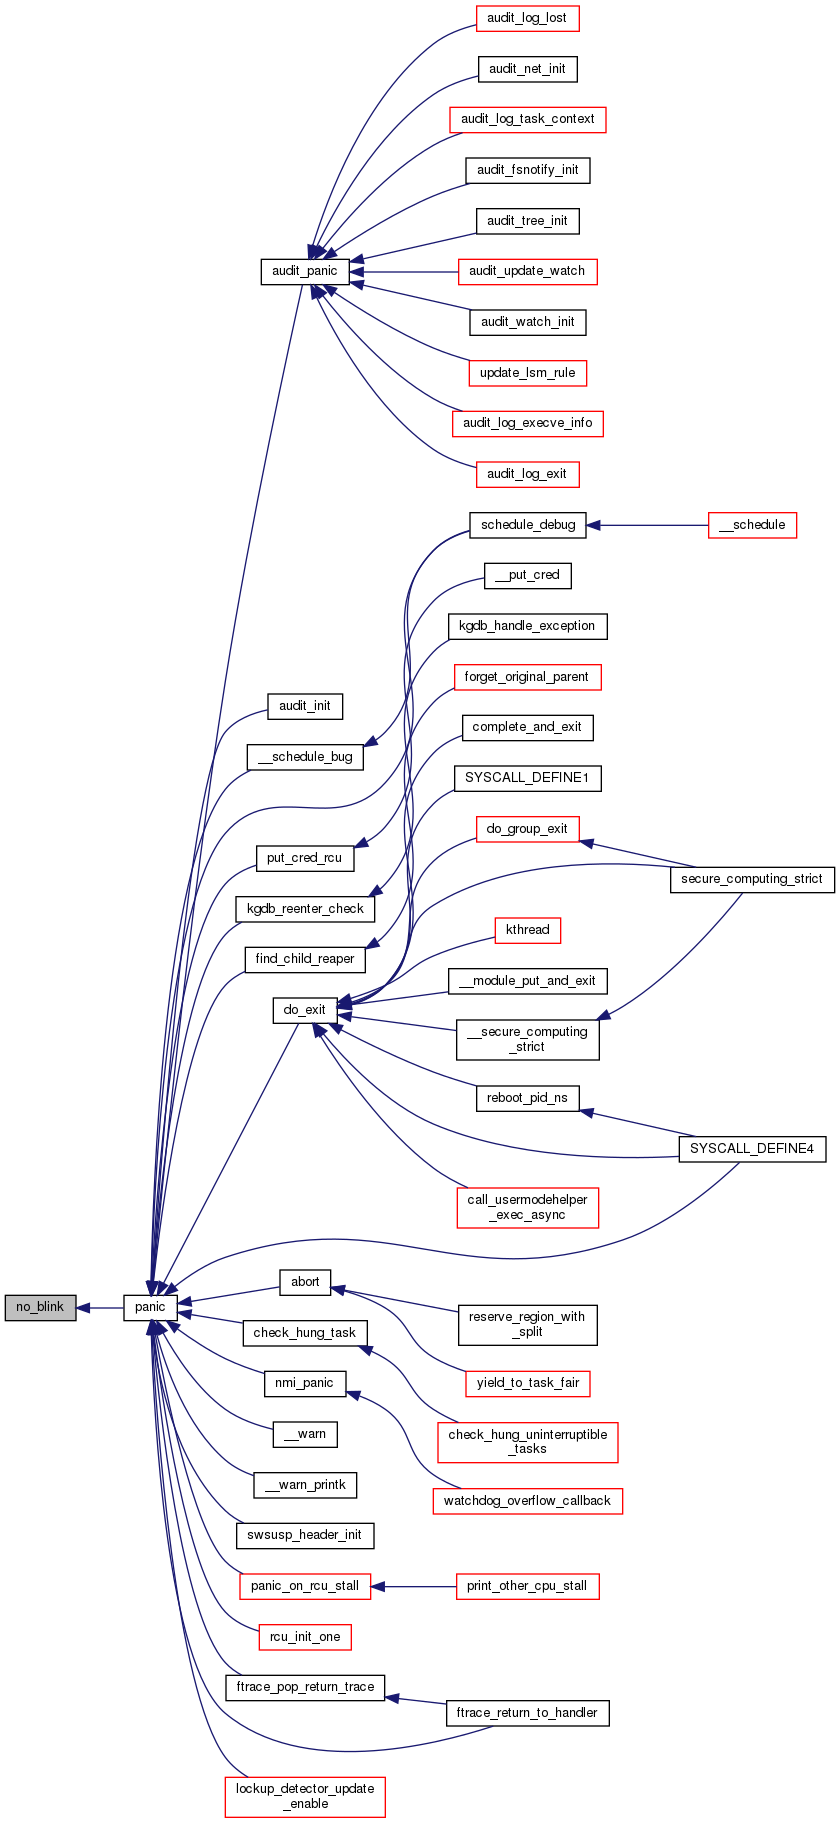 audit_log_lost
audit_net_init
audit_log_task_context
audit_fsnotify_init
audit_tree_init
audit_panic
audit_update_watch
audit_watch_init
update_lsm_rule
audit_log_execve_info
audit_log_exit
schedule_debug
__schedule
__put_cred
kgdb_handle_exception
forget_original_parent
audit_init
complete_and_exit
__schedule_bug
SYSCALL_DEFINE1
do_group_exit
put_cred_rcu
secure_computing_strict
kgdb_reenter_check
kthread
find_child_reaper
__module_put_and_exit
do_exit
__secure_computing
_strict
reboot_pid_ns
SYSCALL_DEFINE4
call_usermodehelper
_exec_async
abort
no_blink
panic
reserve_region_with
_split
check_hung_task
nmi_panic
yield_to_task_fair
__warn
check_hung_uninterruptible
_tasks
__warn_printk
watchdog_overflow_callback
swsusp_header_init
panic_on_rcu_stall
print_other_cpu_stall
rcu_init_one
ftrace_pop_return_trace
ftrace_return_to_handler
lockup_detector_update
_enable